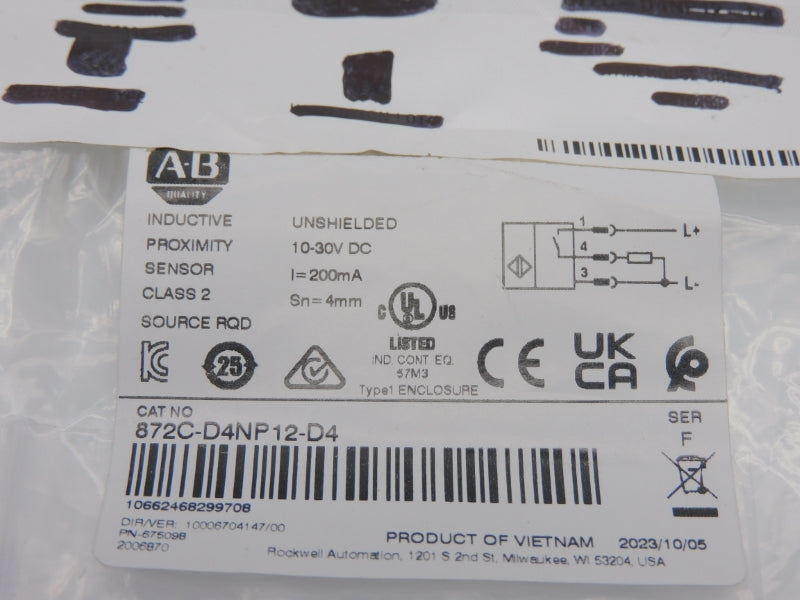 A-B
QUALITY
INDUCTIVE
PROXIMITY
SENSOR
CLASS 2
SOURCE RQD
UNSHIELDED
10-30V DC
I=200mA
Sn=4mm
1
4
3
L+
L-
C UL US
LISTED
IND. CONT. EQ.
57M3
Type1 ENCLOSURE
25
CE
UK
CA
CAT NO
872C-D4NP12-D4
SER
F
10662468299708
DIR/VER: 10006704147/00
PN-675098
2006870
PRODUCT OF VIETNAM 2023/10/05
Rockwell Automation, 1201 S 2nd St, Milwaukee, WI 53204, USA